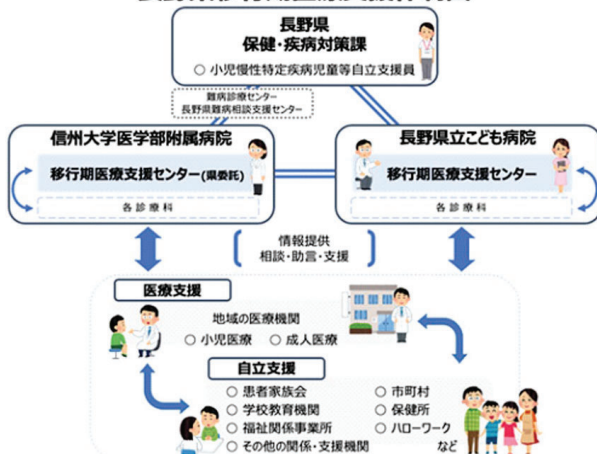 長野県
保健・疾病対策課
○ 小児慢性特定疾病児童等自立支援員
難病診療センター
長野県難病相談支援センター
信州大学医学部附属病院
移行期医療支援センター(県委託)
各診療科
長野県立こども病院
移行期医療支援センター
各診療科
情報提供
相談・助言・支援
医療支援
地域の医療機関
○ 小児医療 ○ 成人医療
自立支援
○ 患者家族会 ○ 市町村
○ 学校教育機関 ○ 保健所
○ 福祉関係事業所 ○ ハローワーク
○ その他の関係・支援機関 など